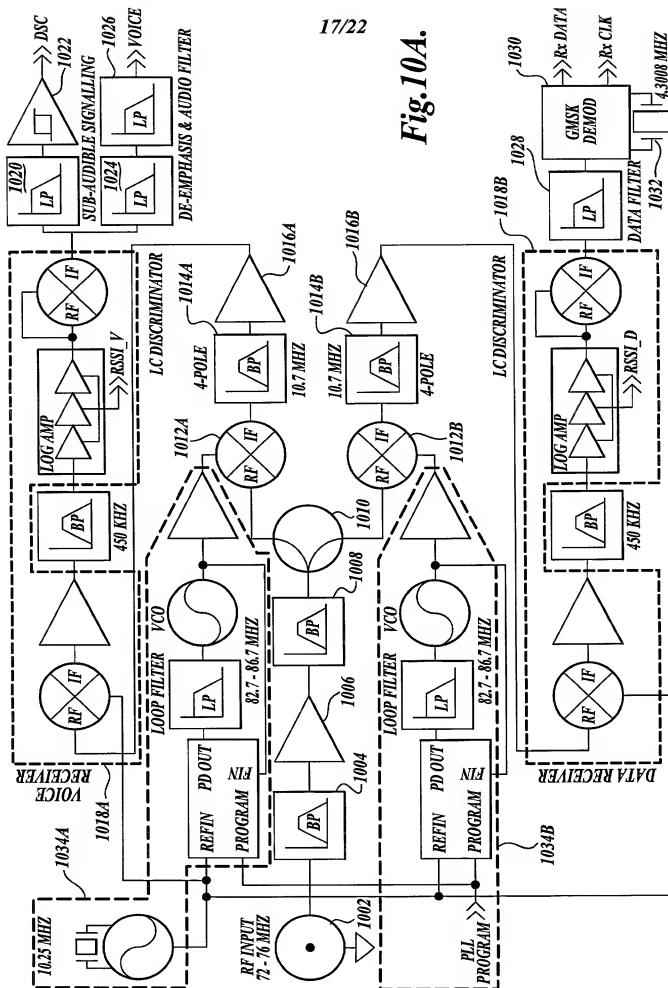 17/22
Fig.10A.
1034A
10.25 MHZ
VOICE
RECEIVER
1018A
RF
IF
450 KHZ
BP
LOG AMP
RSSI_V
RF
IF
LC DISCRIMINATOR
1020
LP
SUB-AUDIBLE SIGNALLING
DSC
1022
1024
LP
DE-EMPHASIS & AUDIO FILTER
LP
1026
VOICE
REFIN
PD OUT
PROGRAM
FIN
LOOP FILTER
LP
VCO
82.7 - 86.7 MHZ
1012A
RF
IF
1014A
4-POLE
BP
10.7 MHZ
1016A
RF INPUT
72 - 76 MHZ
1002
BP
1004
1006
BP
1008
1010
1012B
RF
IF
1014B
10.7 MHZ
BP
4-POLE
1016B
PLL
PROGRAM
REFIN
PD OUT
PROGRAM
FIN
1034B
LOOP FILTER
LP
VCO
82.7 - 86.7 MHZ
DATA RECEIVER
RF
IF
BP
450 KHZ
LOG AMP
RSSI_D
LC DISCRIMINATOR
RF
IF
1018B
DATA FILTER
LP
1028
GMSK
DEMOD
1030
Rx DATA
Rx CLK
1032
4.3008 MHZ